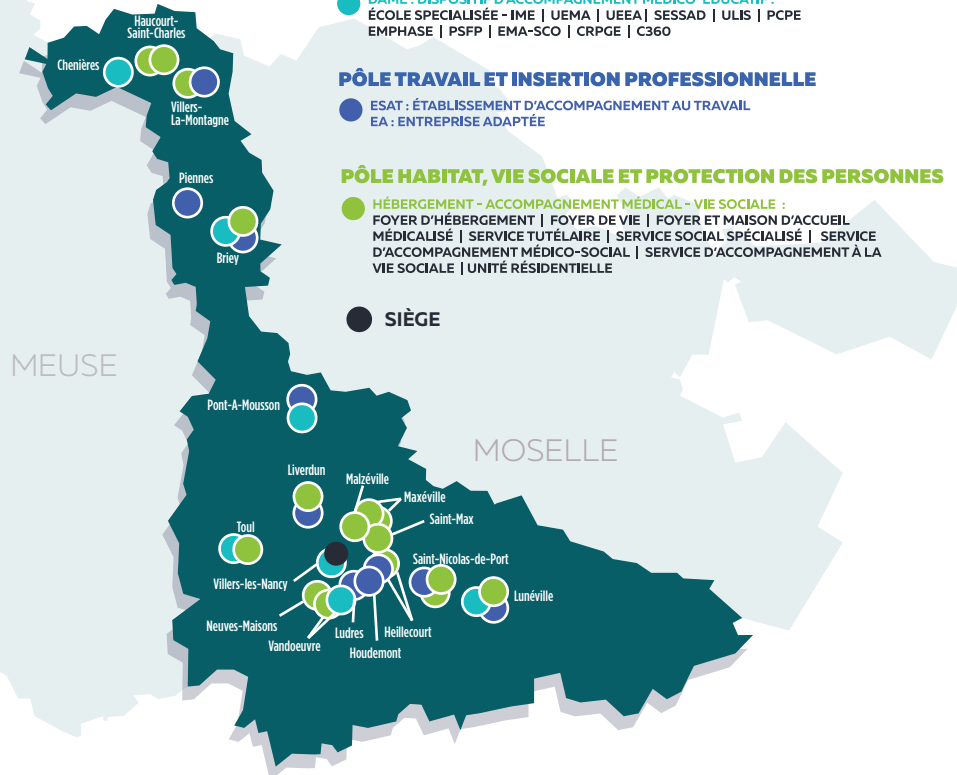 DAME : DISPOSITIF D'ACCOMPAGNEMENT MÉDICO-ÉDUCATIF :
ÉCOLE SPECIALISÉE - IME | UEMA | UEEA | SESSAD | ULIS | PCPE
EMPHASE | PSFP | EMA-SCO | CRPGE | C360
PÔLE TRAVAIL ET INSERTION PROFESSIONNELLE
ESAT : ÉTABLISSEMENT D'ACCOMPAGNEMENT AU TRAVAIL
EA : ENTREPRISE ADAPTÉE
PÔLE HABITAT, VIE SOCIALE ET PROTECTION DES PERSONNES
HÉBERGEMENT - ACCOMPAGNEMENT MÉDICAL - VIE SOCIALE :
FOYER D'HÉBERGEMENT | FOYER DE VIE | FOYER ET MAISON D'ACCUEIL
MÉDICALISÉ | SERVICE TUTÉLAIRE | SERVICE SOCIAL SPÉCIALISÉ | SERVICE
D'ACCOMPAGNEMENT MÉDICO-SOCIAL | SERVICE D'ACCOMPAGNEMENT À LA
VIE SOCIALE | UNITÉ RÉSIDENTIELLE
SIÈGE
Haucourt-
Saint-Charles
Chenières
Villers-
La-Montagne
Piennes
Briey
MEUSE
Pont-A-Mousson
MOSELLE
Liverdun
Malzéville
Maxéville
Saint-Max
Toul
Saint-Nicolas-de-Port
Villers-les-Nancy
Lunéville
Neuves-Maisons
Vandoeuvre
Ludres
Heillecourt
Houdemont